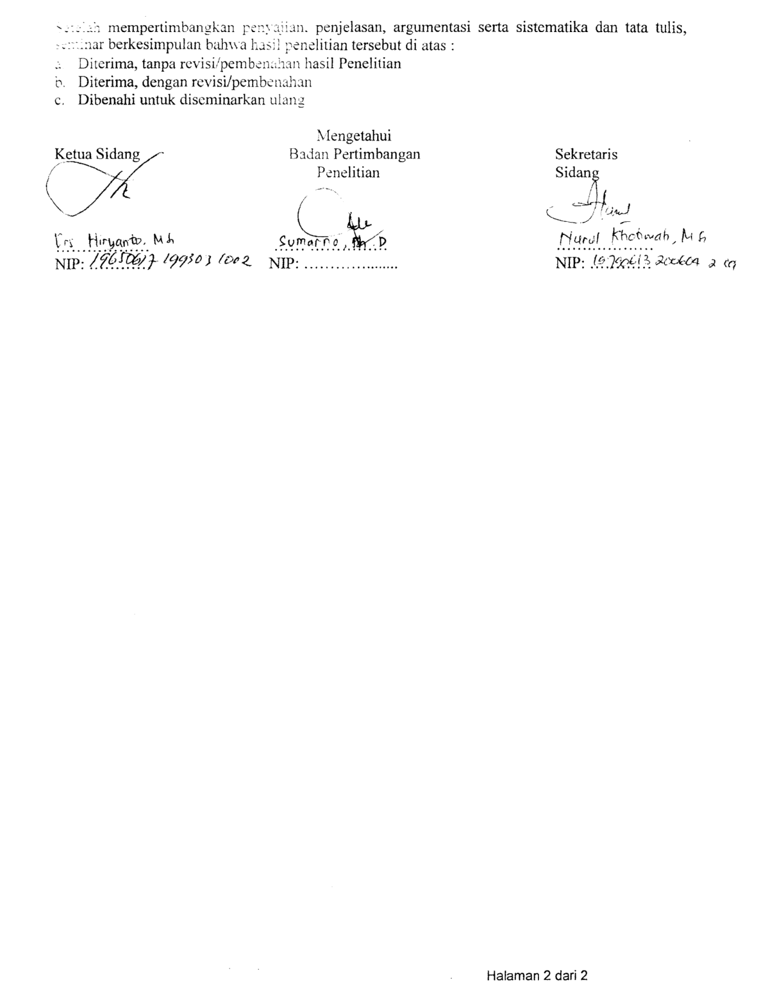 Setelah mempertimbangkan penyajian, penjelasan, argumentasi serta sistematika dan tata tulis,
seminar berkesimpulan bahwa hasil penelitian tersebut di atas :
a. Diterima, tanpa revisi/pembenahan hasil Penelitian
b. Diterima, dengan revisi/pembenahan
c. Dibenahi untuk diseminarkan ulang
Mengetahui
Ketua Sidang Badan Pertimbangan Sekretaris
Penelitian Sidang
Drs Hiryanto, M Si Sumarno, Ph.D Nurul Khotimah, M Si
NIP: 19650617 199303 1002 NIP: ..................... NIP: 19790613 200604 2
Halaman 2 dari 2